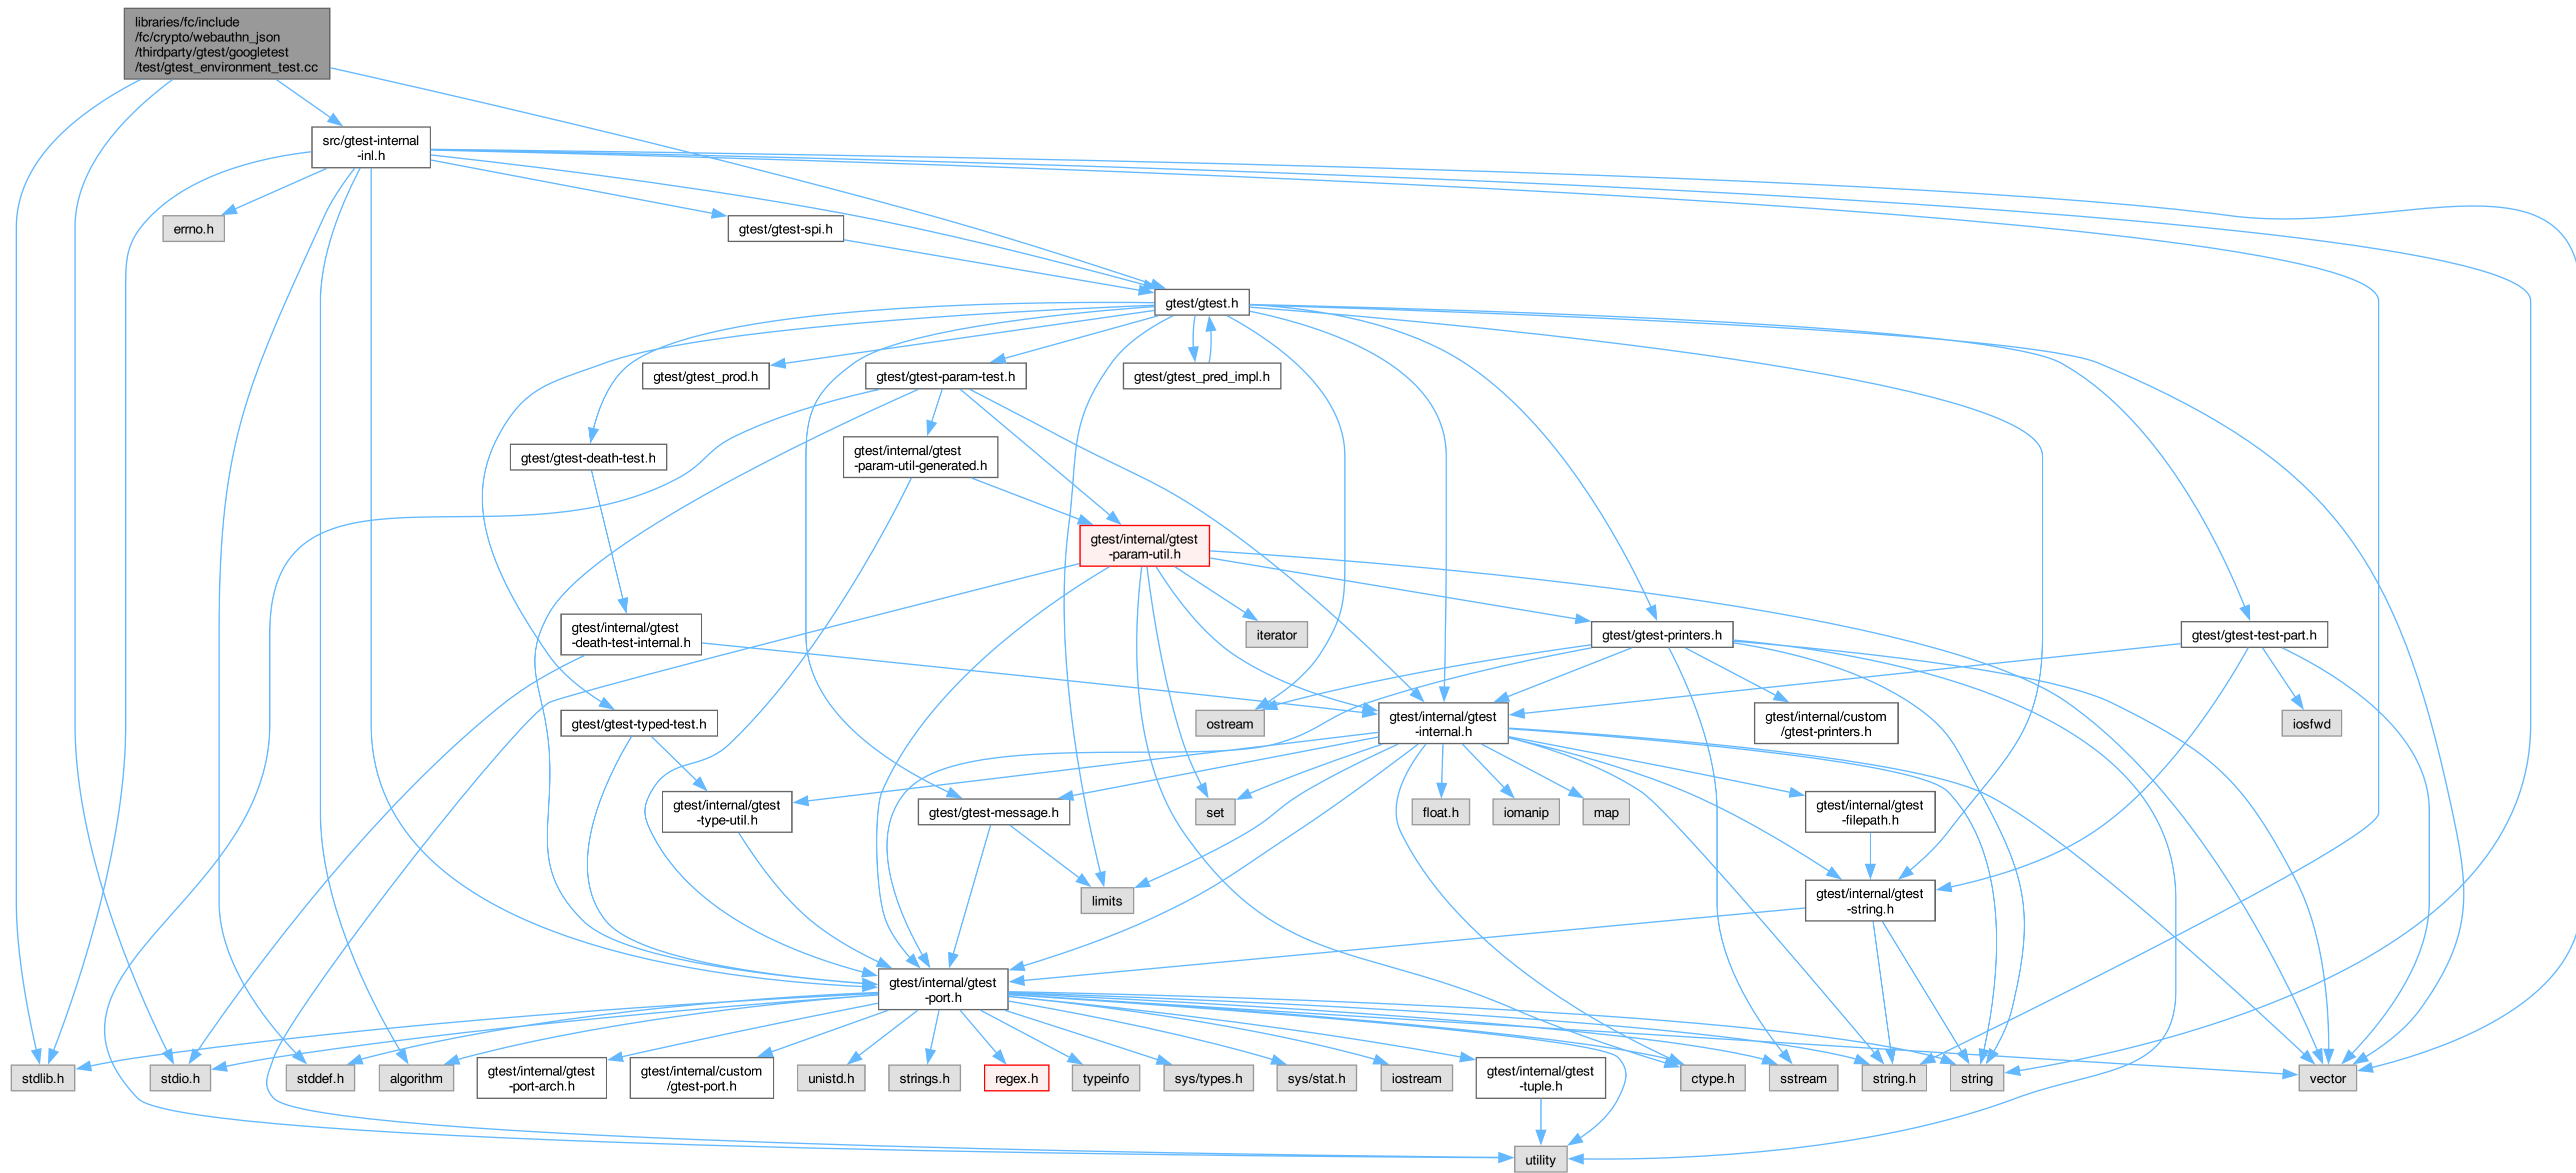 libraries/fc/include
/fc/crypto/webauthn_json
/thirdparty/gtest/googletest
/test/gtest_environment_test.cc
src/gtest-internal
-inl.h
errno.h
gtest/gtest-spi.h
gtest/gtest.h
gtest/gtest_prod.h
gtest/gtest-param-test.h
gtest/gtest_pred_impl.h
gtest/gtest-death-test.h
gtest/internal/gtest
-param-util-generated.h
gtest/internal/gtest
-param-util.h
gtest/internal/gtest
-death-test-internal.h
iterator
gtest/gtest-printers.h
gtest/gtest-test-part.h
gtest/gtest-typed-test.h
ostream
gtest/internal/gtest
-internal.h
gtest/internal/custom
/gtest-printers.h
iosfwd
gtest/internal/gtest
-type-util.h
gtest/gtest-message.h
set
float.h
iomanip
map
gtest/internal/gtest
-filepath.h
limits
gtest/internal/gtest
-string.h
gtest/internal/gtest
-port.h
stdlib.h
stdio.h
stddef.h
algorithm
gtest/internal/gtest
-port-arch.h
gtest/internal/custom
/gtest-port.h
unistd.h
strings.h
regex.h
typeinfo
sys/types.h
sys/stat.h
iostream
gtest/internal/gtest
-tuple.h
ctype.h
sstream
string.h
string
vector
utility